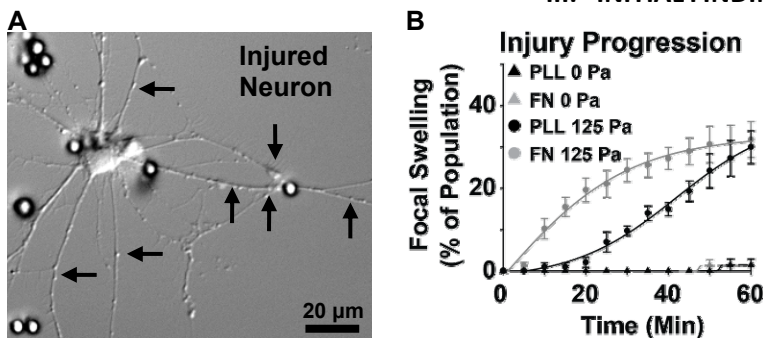 A
Injured
Neuron
20 µm
B
Injury Progression
PLL 0 Pa
FN 0 Pa
PLL 125 Pa
FN 125 Pa
Focal Swelling
(% of Population)
40
20
0
0
20
40
60
Time (Min)